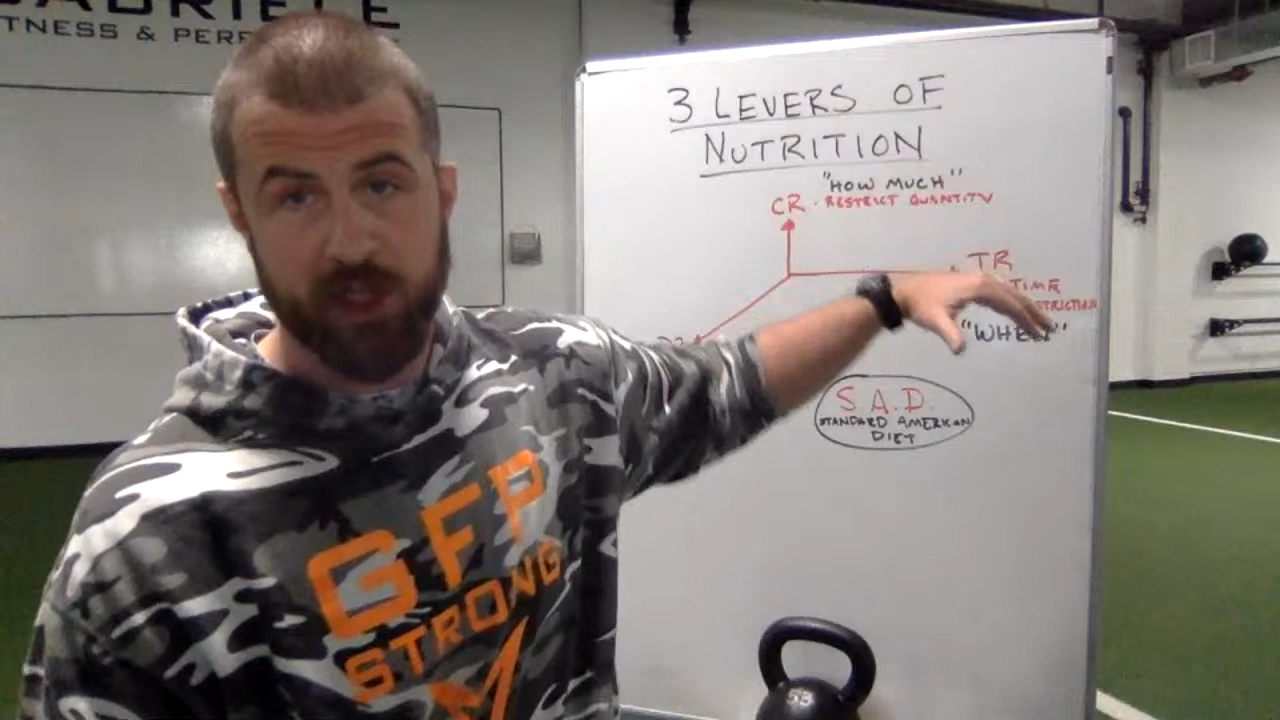 TNESS & PERF
3 LEVERS OF
NUTRITION
"HOW MUCH"
CR - RESTRICT QUANTITY
TR
TIME
"WHEN"
S.A.D.
STANDARD AMERICAN
DIET
GFP
STRONG
53